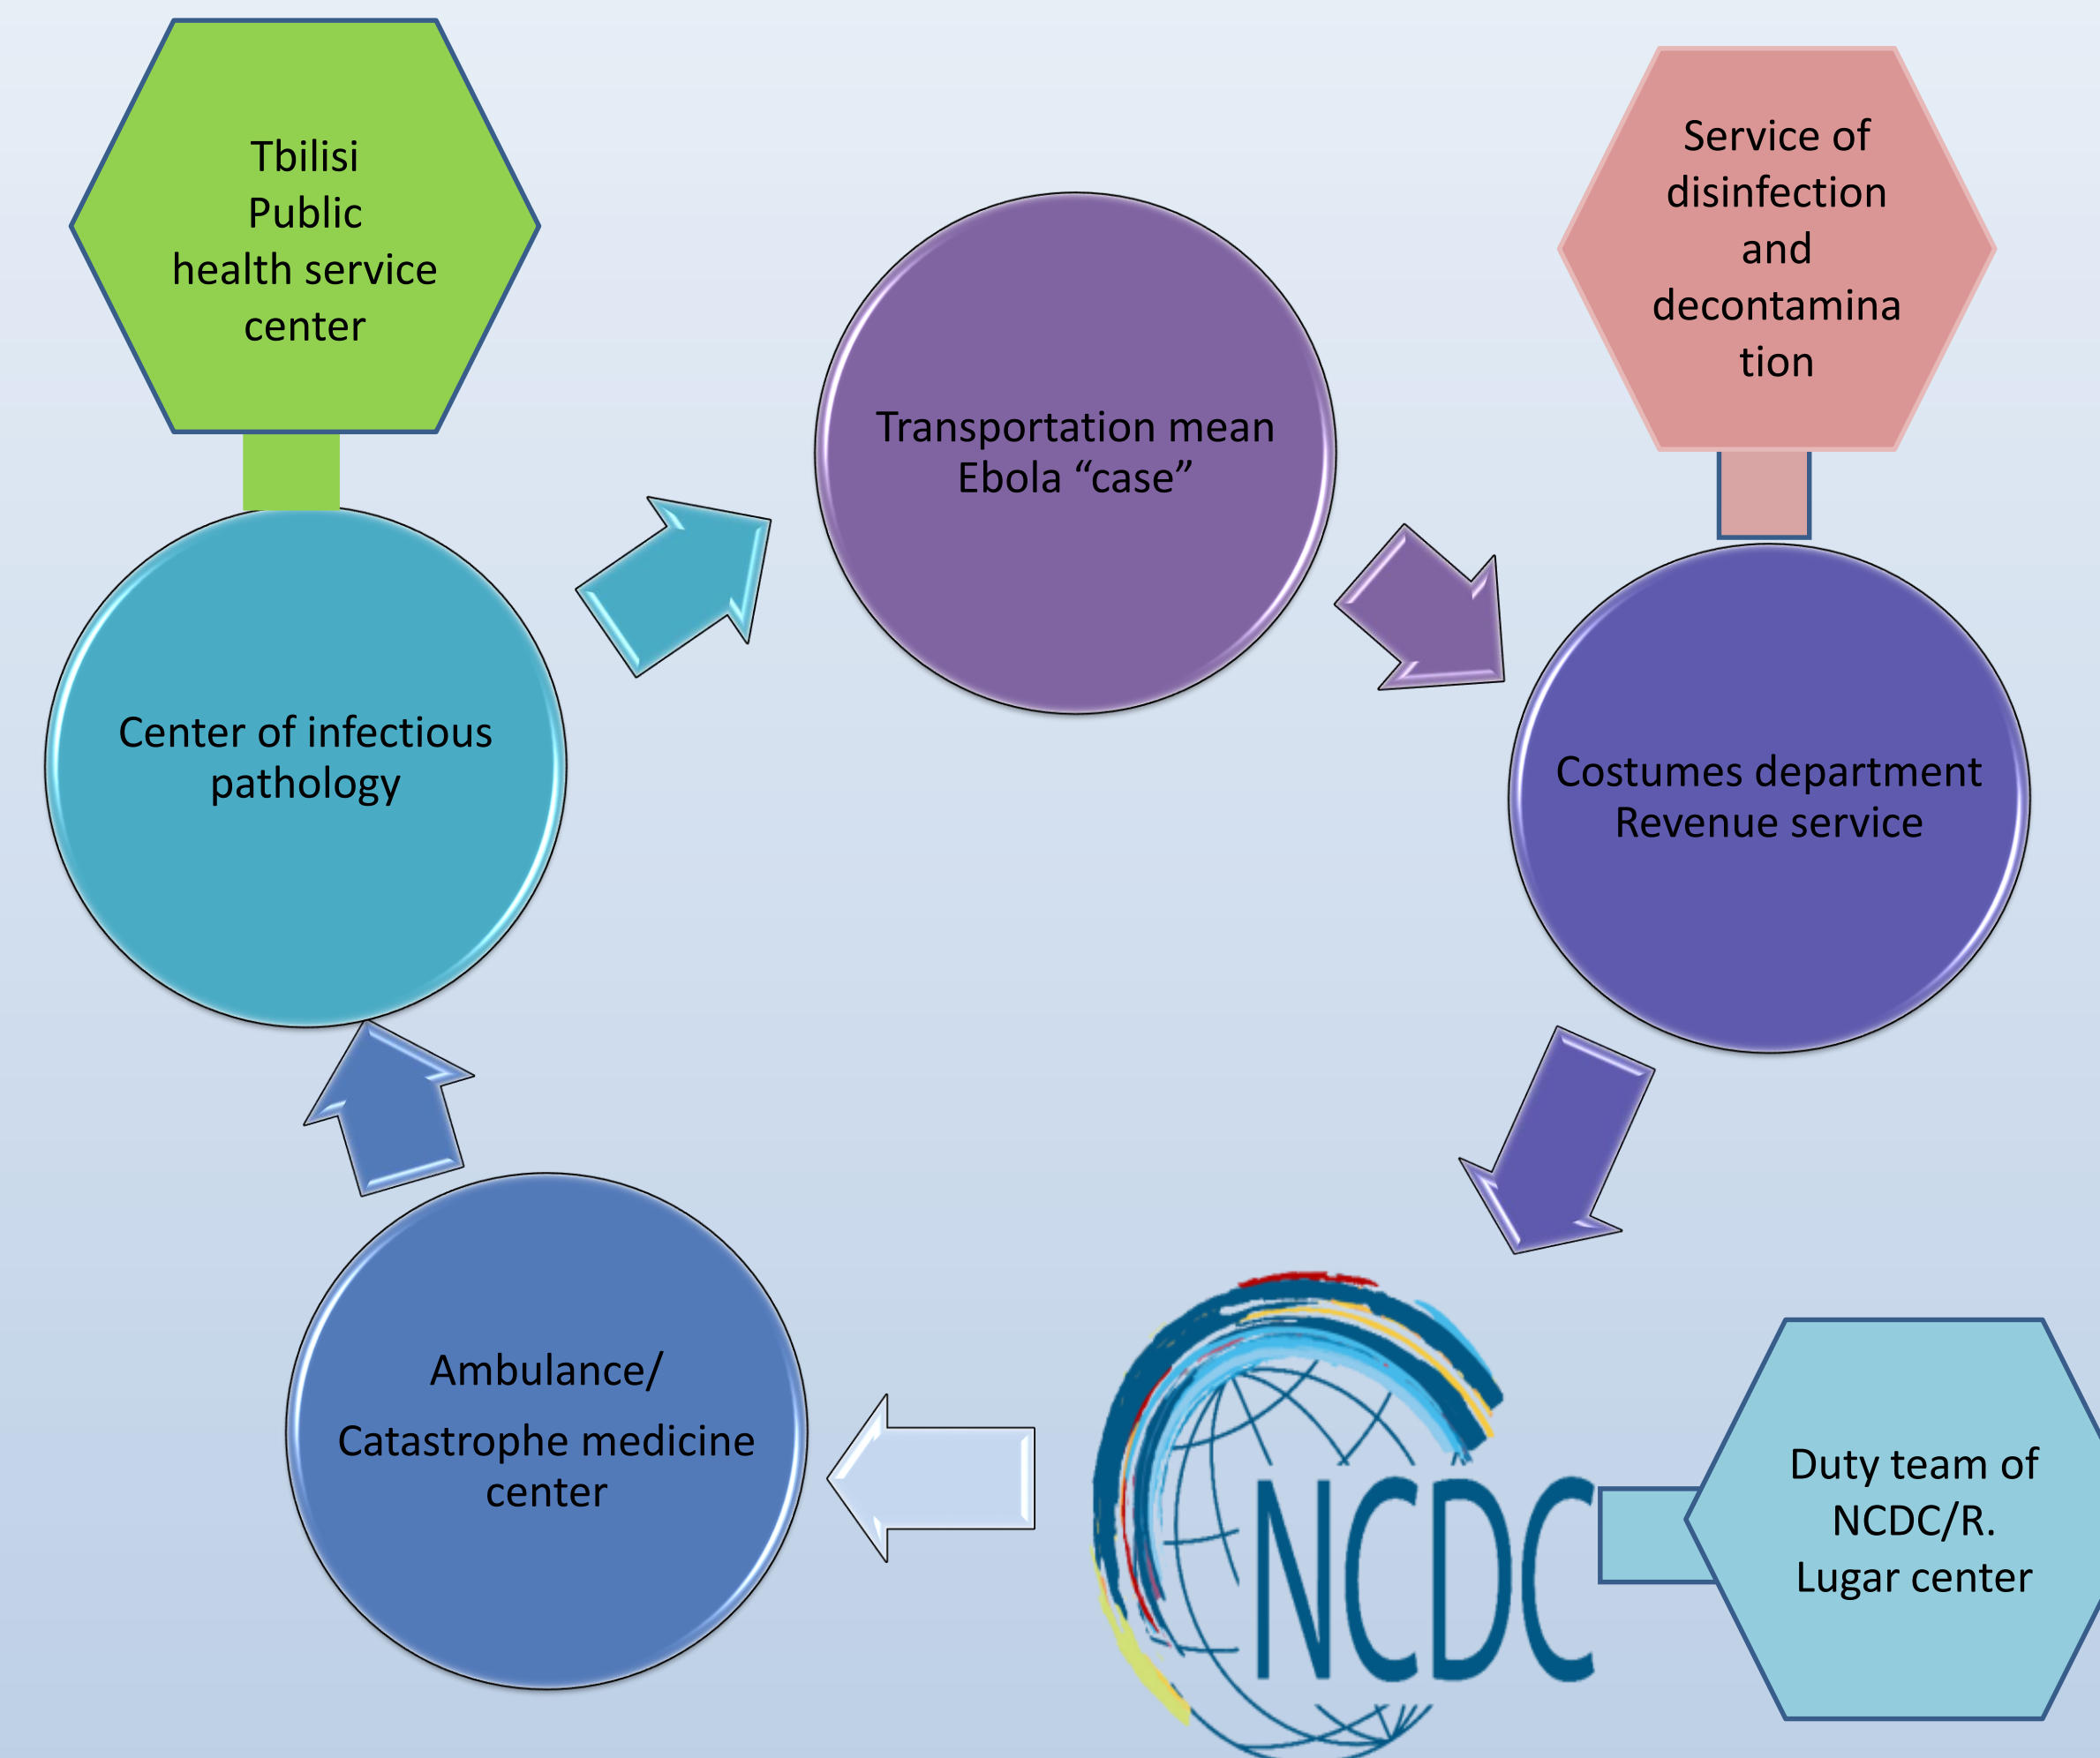 Tbilisi
Public
health service
center
Service of
disinfection
and
decontamina
tion
Transportation mean
Ebola “case”
Center of infectious
pathology
Costumes department
Revenue service
Ambulance/
Catastrophe medicine
center
NCDC
Duty team of
NCDC/R.
Lugar center